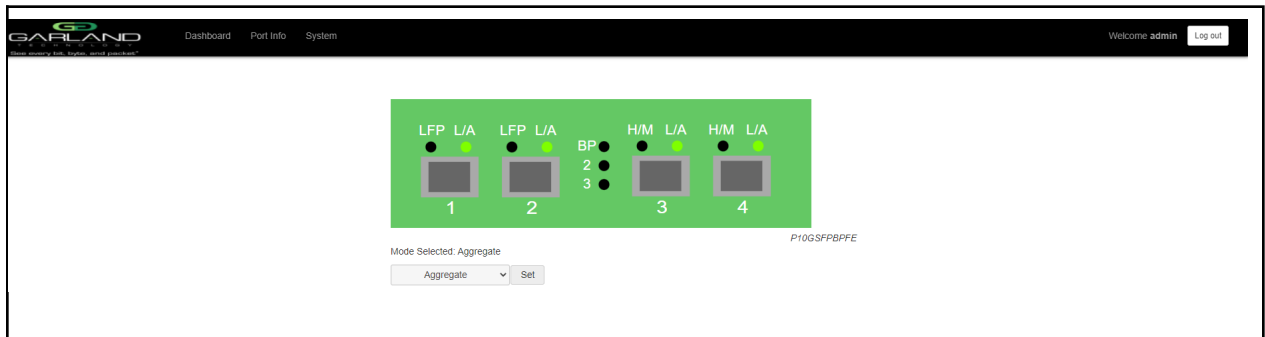 GARLAND
TECHNOLOGY
See every bit, byte, and packet.®
Dashboard Port Info System
Welcome admin Log out
LFP L/A LFP L/A H/M L/A H/M L/A
BP
2
3
1 2 3 4
P10GSFPBPFE
Mode Selected: Aggregate
Aggregate Set